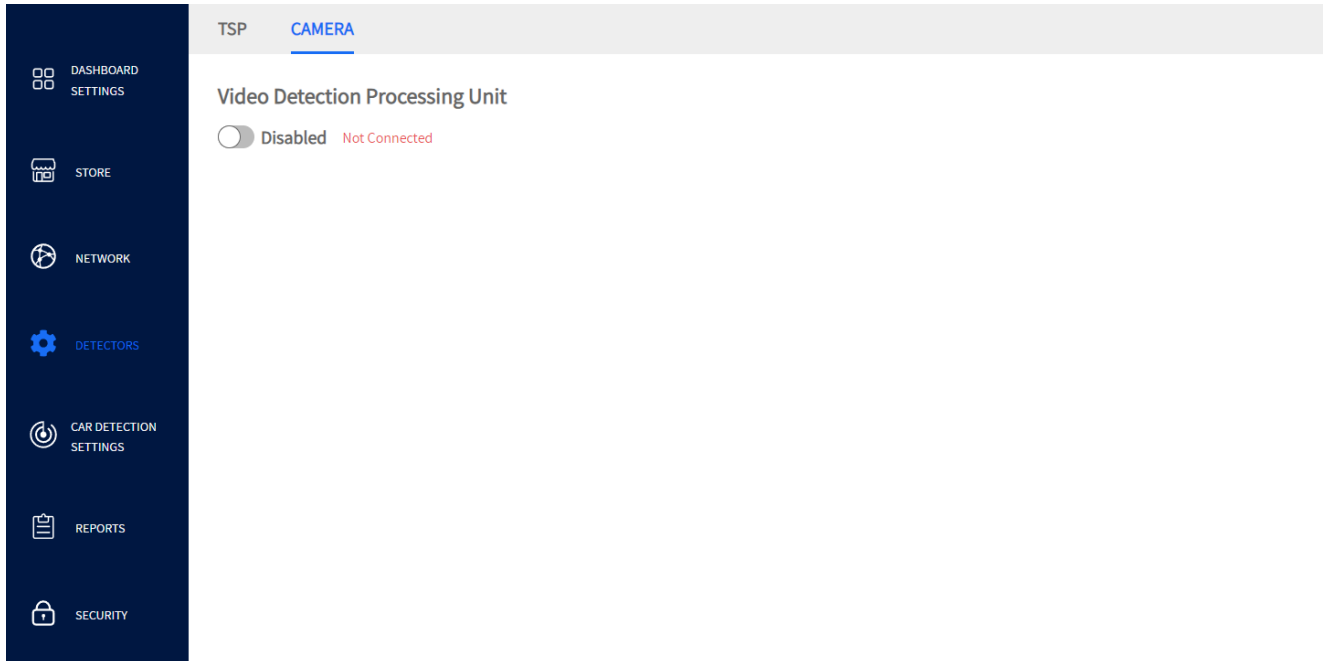 TSP CAMERA
DASHBOARD
SETTINGS
STORE
NETWORK
DETECTORS
CAR DETECTION
SETTINGS
REPORTS
SECURITY
Video Detection Processing Unit
Disabled Not Connected